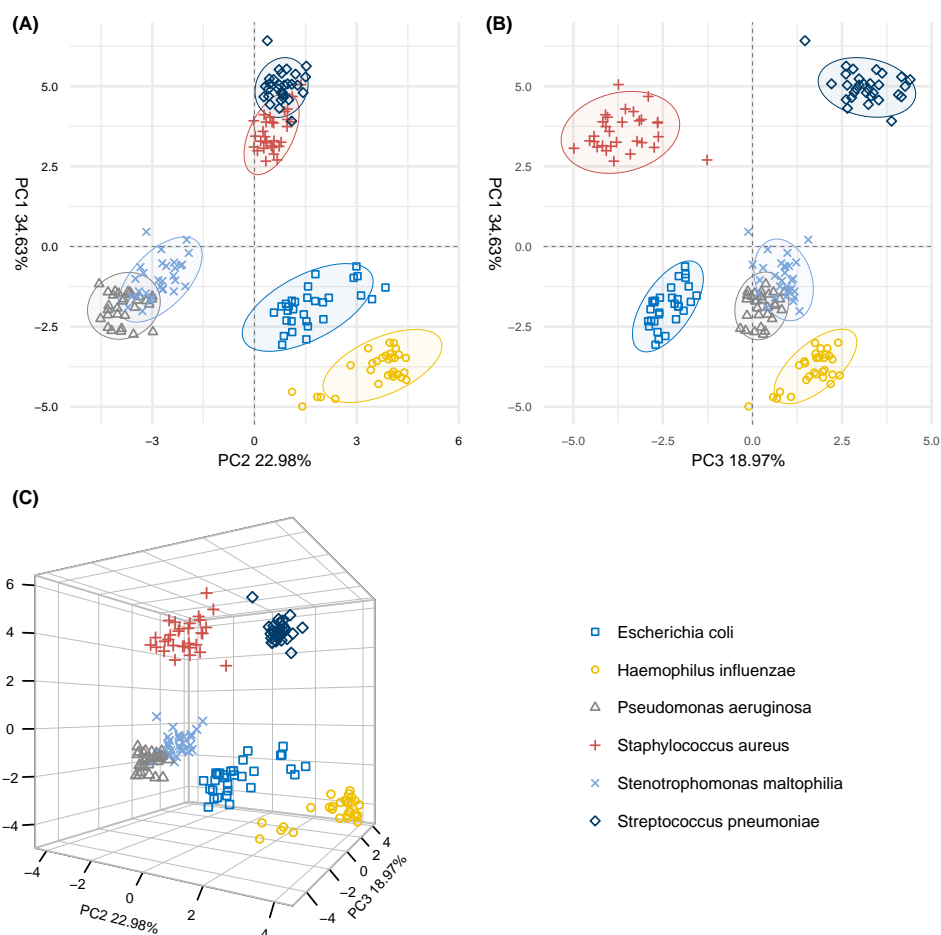 (A)
(B)
5.0
2.5
0.0
−2.5
−5.0
PC1 34.63%
−3
0
3
6
PC2 22.98%
5.0
2.5
0.0
−2.5
−5.0
PC1 34.63%
−5.0
−2.5
0.0
2.5
5.0
PC3 18.97%
(C)
6
4
2
0
−2
−4
−4
−2
0
2
4
PC2 22.98%
−4
−2
0
2
4
PC3 18.97%
Escherichia coli
Haemophilus influenzae
Pseudomonas aeruginosa
Staphylococcus aureus
Stenotrophomonas maltophilia
Streptococcus pneumoniae